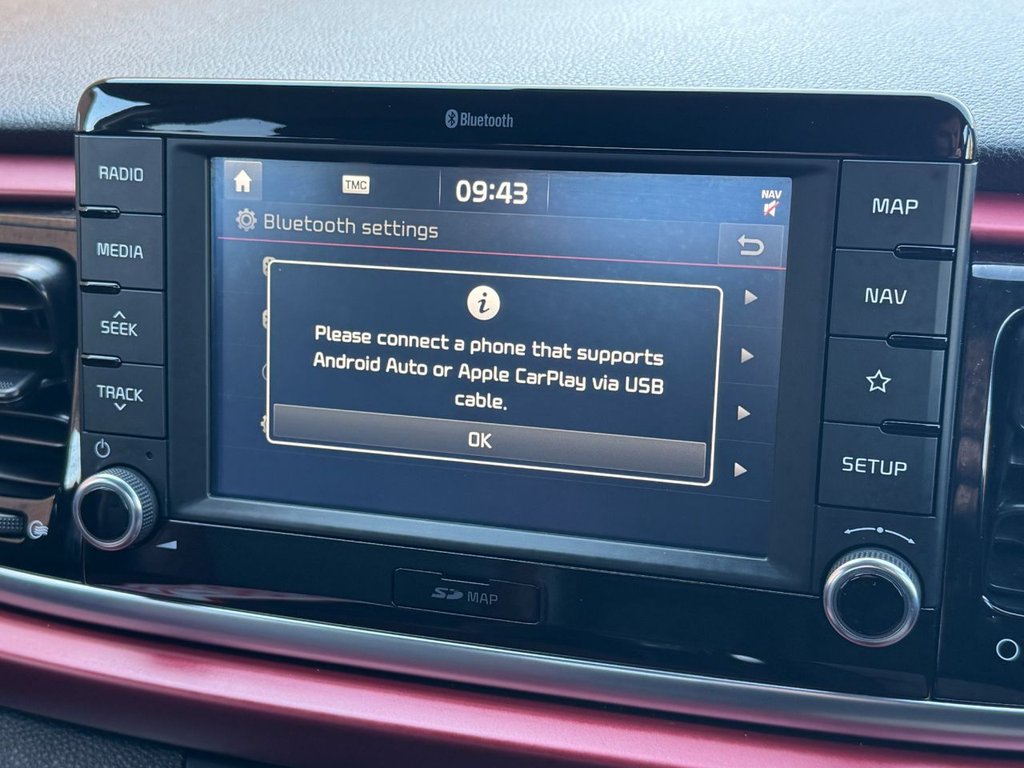 Bluetooth
RADIO
MEDIA
SEEK
TRACK
TMC
09:43
NAV
Bluetooth settings
i
Please connect a phone that supports
Android Auto or Apple CarPlay via USB
cable.
OK
MAP
NAV
SETUP
SD MAP